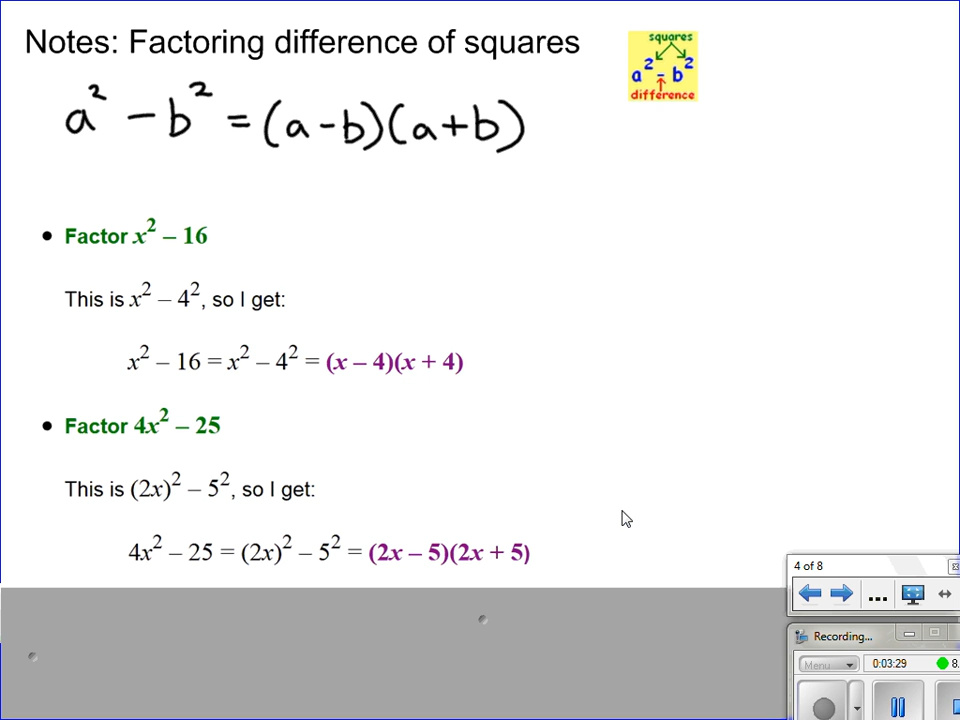 Notes: Factoring difference of squares
squares
a² – b²
difference
a² – b² = (a – b)(a + b)
• Factor x² – 16
This is x² – 4², so I get:
x² – 16 = x² – 4² = (x – 4)(x + 4)
• Factor 4x² – 25
This is (2x)² – 5², so I get:
4x² – 25 = (2x)² – 5² = (2x – 5)(2x + 5)
4 of 8
...
Recording...
Menu
0:03:29
8.